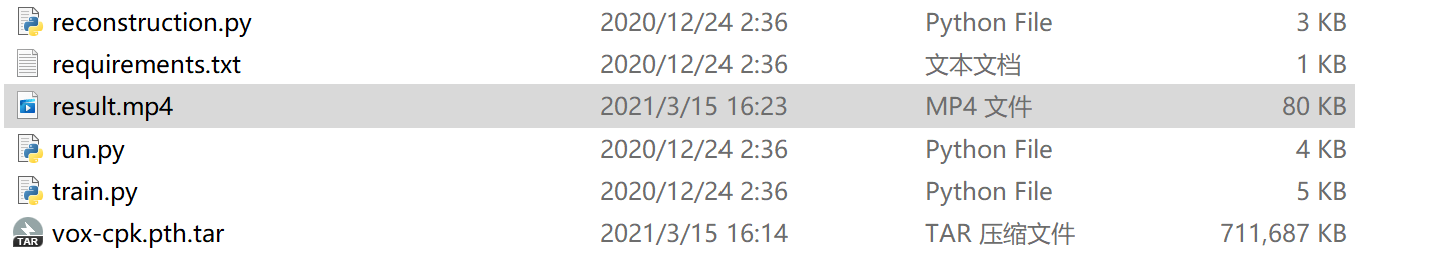 reconstruction.py 2020/12/24 2:36 Python File 3 KB
requirements.txt 2020/12/24 2:36 文本文档 1 KB
result.mp4 2021/3/15 16:23 MP4 文件 80 KB
run.py 2020/12/24 2:36 Python File 4 KB
train.py 2020/12/24 2:36 Python File 5 KB
TAR vox-cpk.pth.tar 2021/3/15 16:14 TAR 压缩文件 711,687 KB